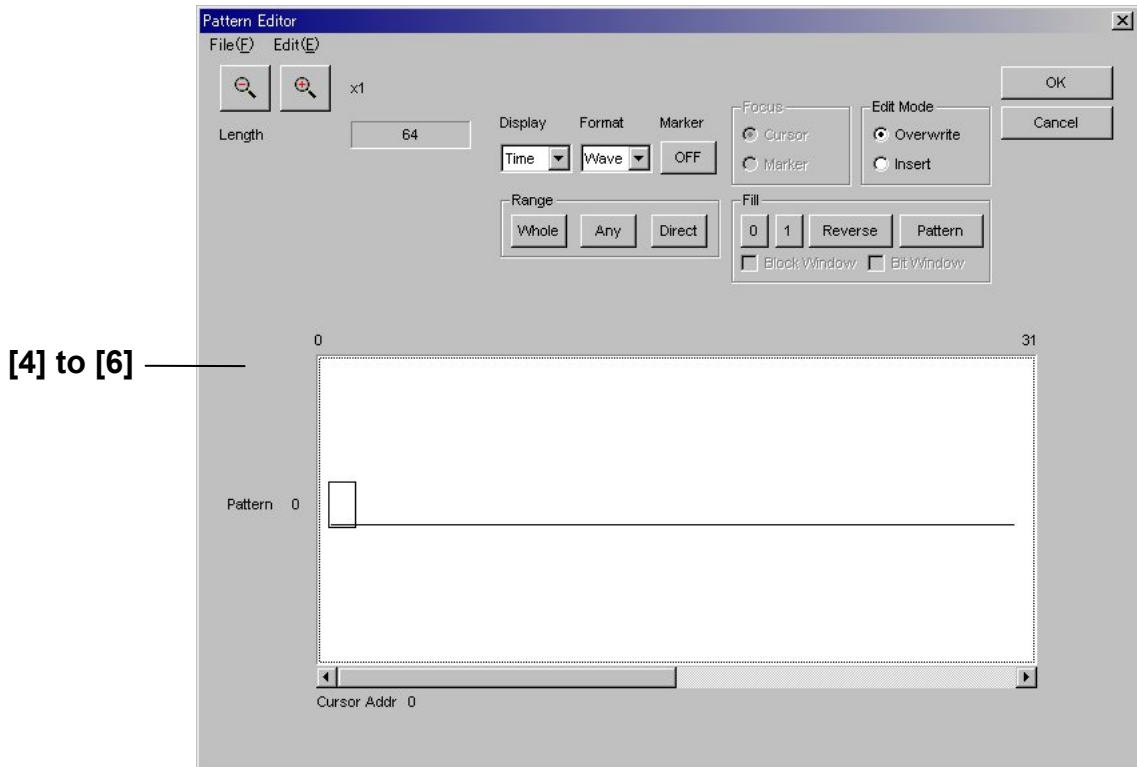 Pattern Editor
File(F) Edit(E)
x1
OK
Length 64
Display Format Marker
Focus
Edit Mode
Cancel
Cursor
Overwrite
Time Wave OFF
Marker
Insert
Range
Fill
Whole Any Direct
0 1 Reverse Pattern
Block Window Bit Window
0 31
[4] to [6]
Pattern 0
Cursor Addr 0